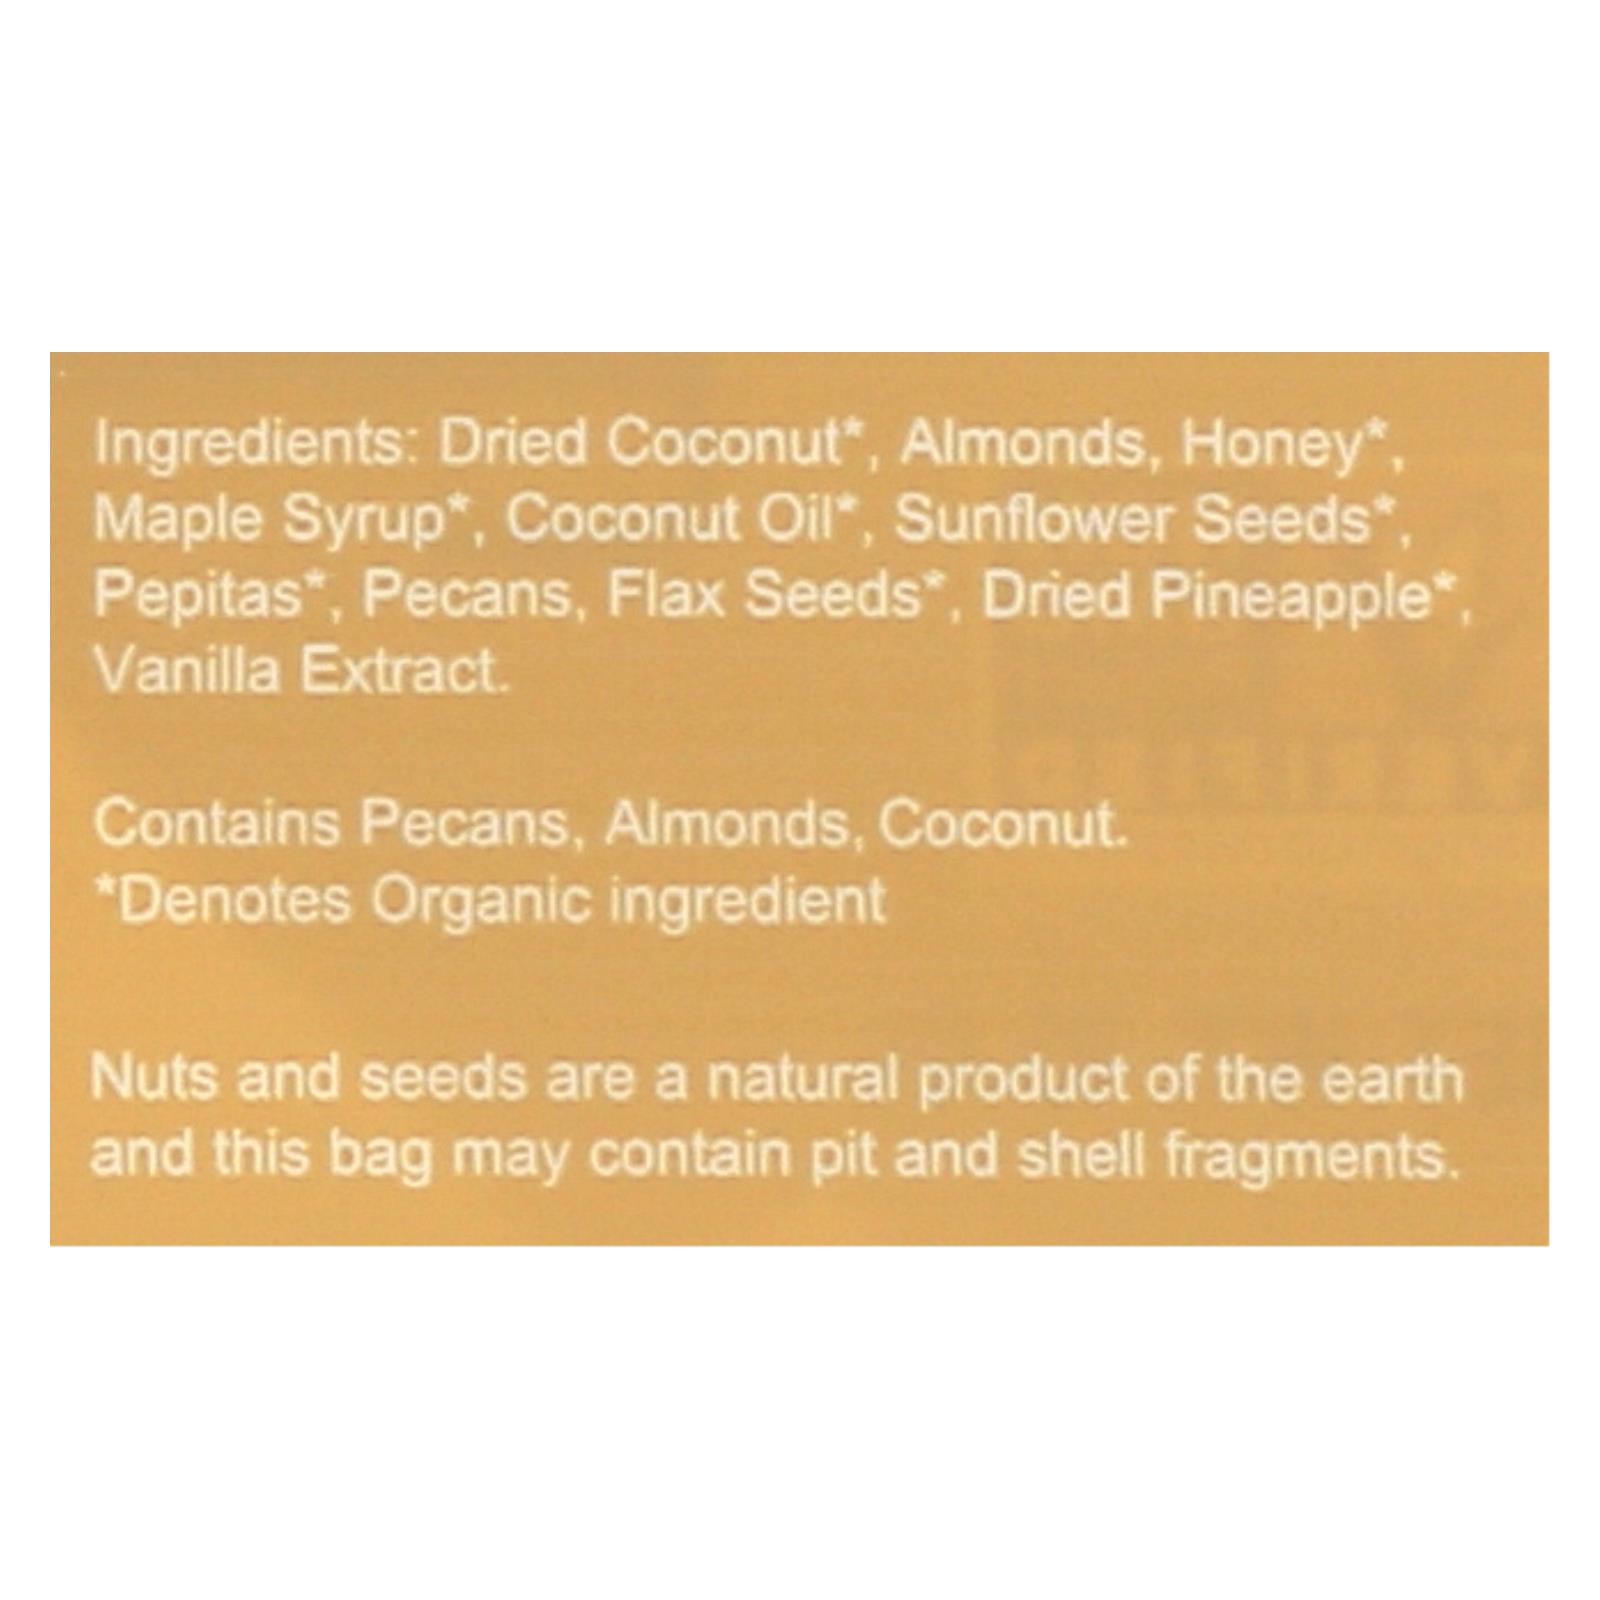 Ingredients: Dried Coconut*, Almonds, Honey*,
Maple Syrup*, Coconut Oil*, Sunflower Seeds*,
Pepitas*, Pecans, Flax Seeds*, Dried Pineapple*,
Vanilla Extract.
Contains Pecans, Almonds, Coconut.
*Denotes Organic ingredient
Nuts and seeds are a natural product of the earth
and this bag may contain pit and shell fragments.